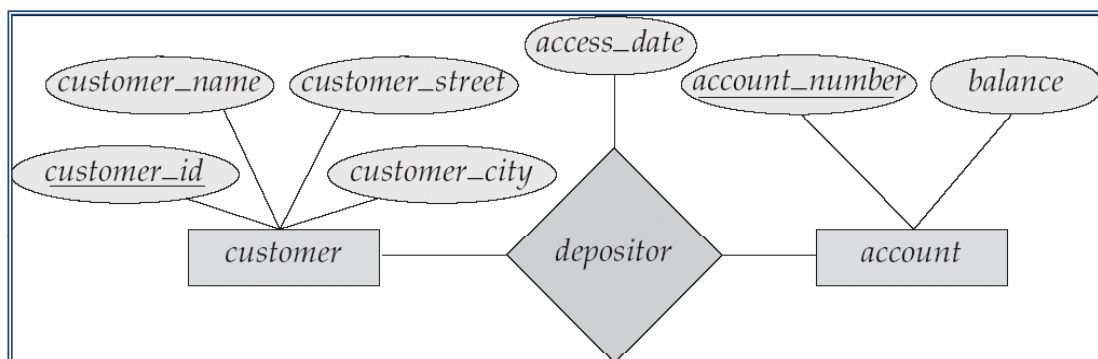 access_date
customer_name
customer_street
account_number
balance
customer_id
customer_city
customer
depositor
account